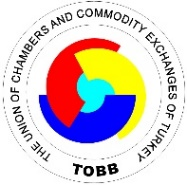 THE UNION OF CHAMBERS AND COMMODITY EXCHANGES OF TURKEY
TOBB